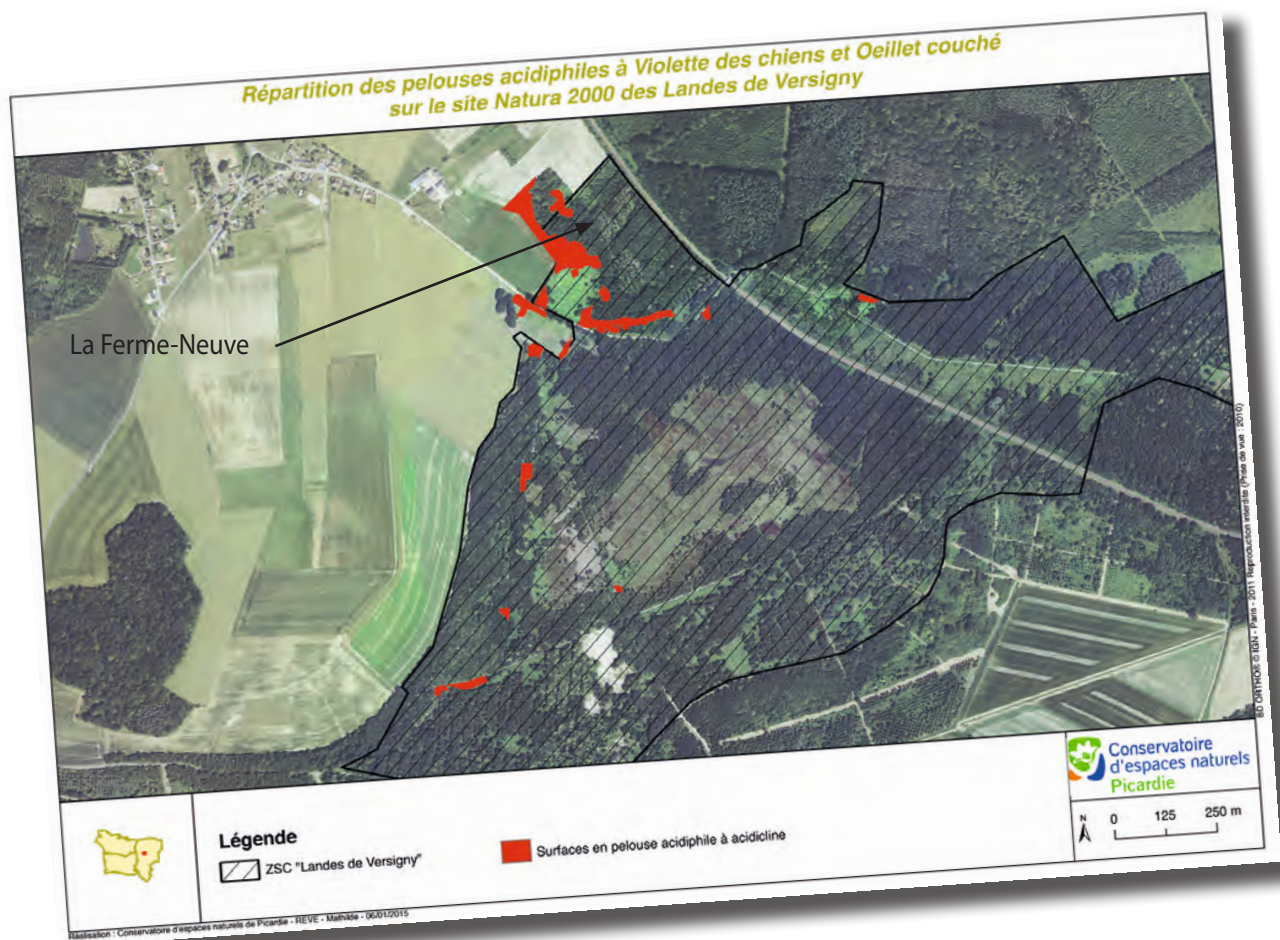 Répartition des pelouses acidiphiles à Violette des chiens et Oeillet couché
sur le site Natura 2000 des Landes de Versigny
La Ferme-Neuve
BD ORTHO® © IGN - Paris - 2011 Reproduction interdite (Prise de vue : 2010)
Légende
ZSC "Landes de Versigny"
Surfaces en pelouse acidiphile à acidicline
Conservatoire
d'espaces naturels
Picardie
N
0 125 250 m
Réalisation : Conservatoire d'espaces naturels de Picardie - REVE - Mathilde - 06/01/2015